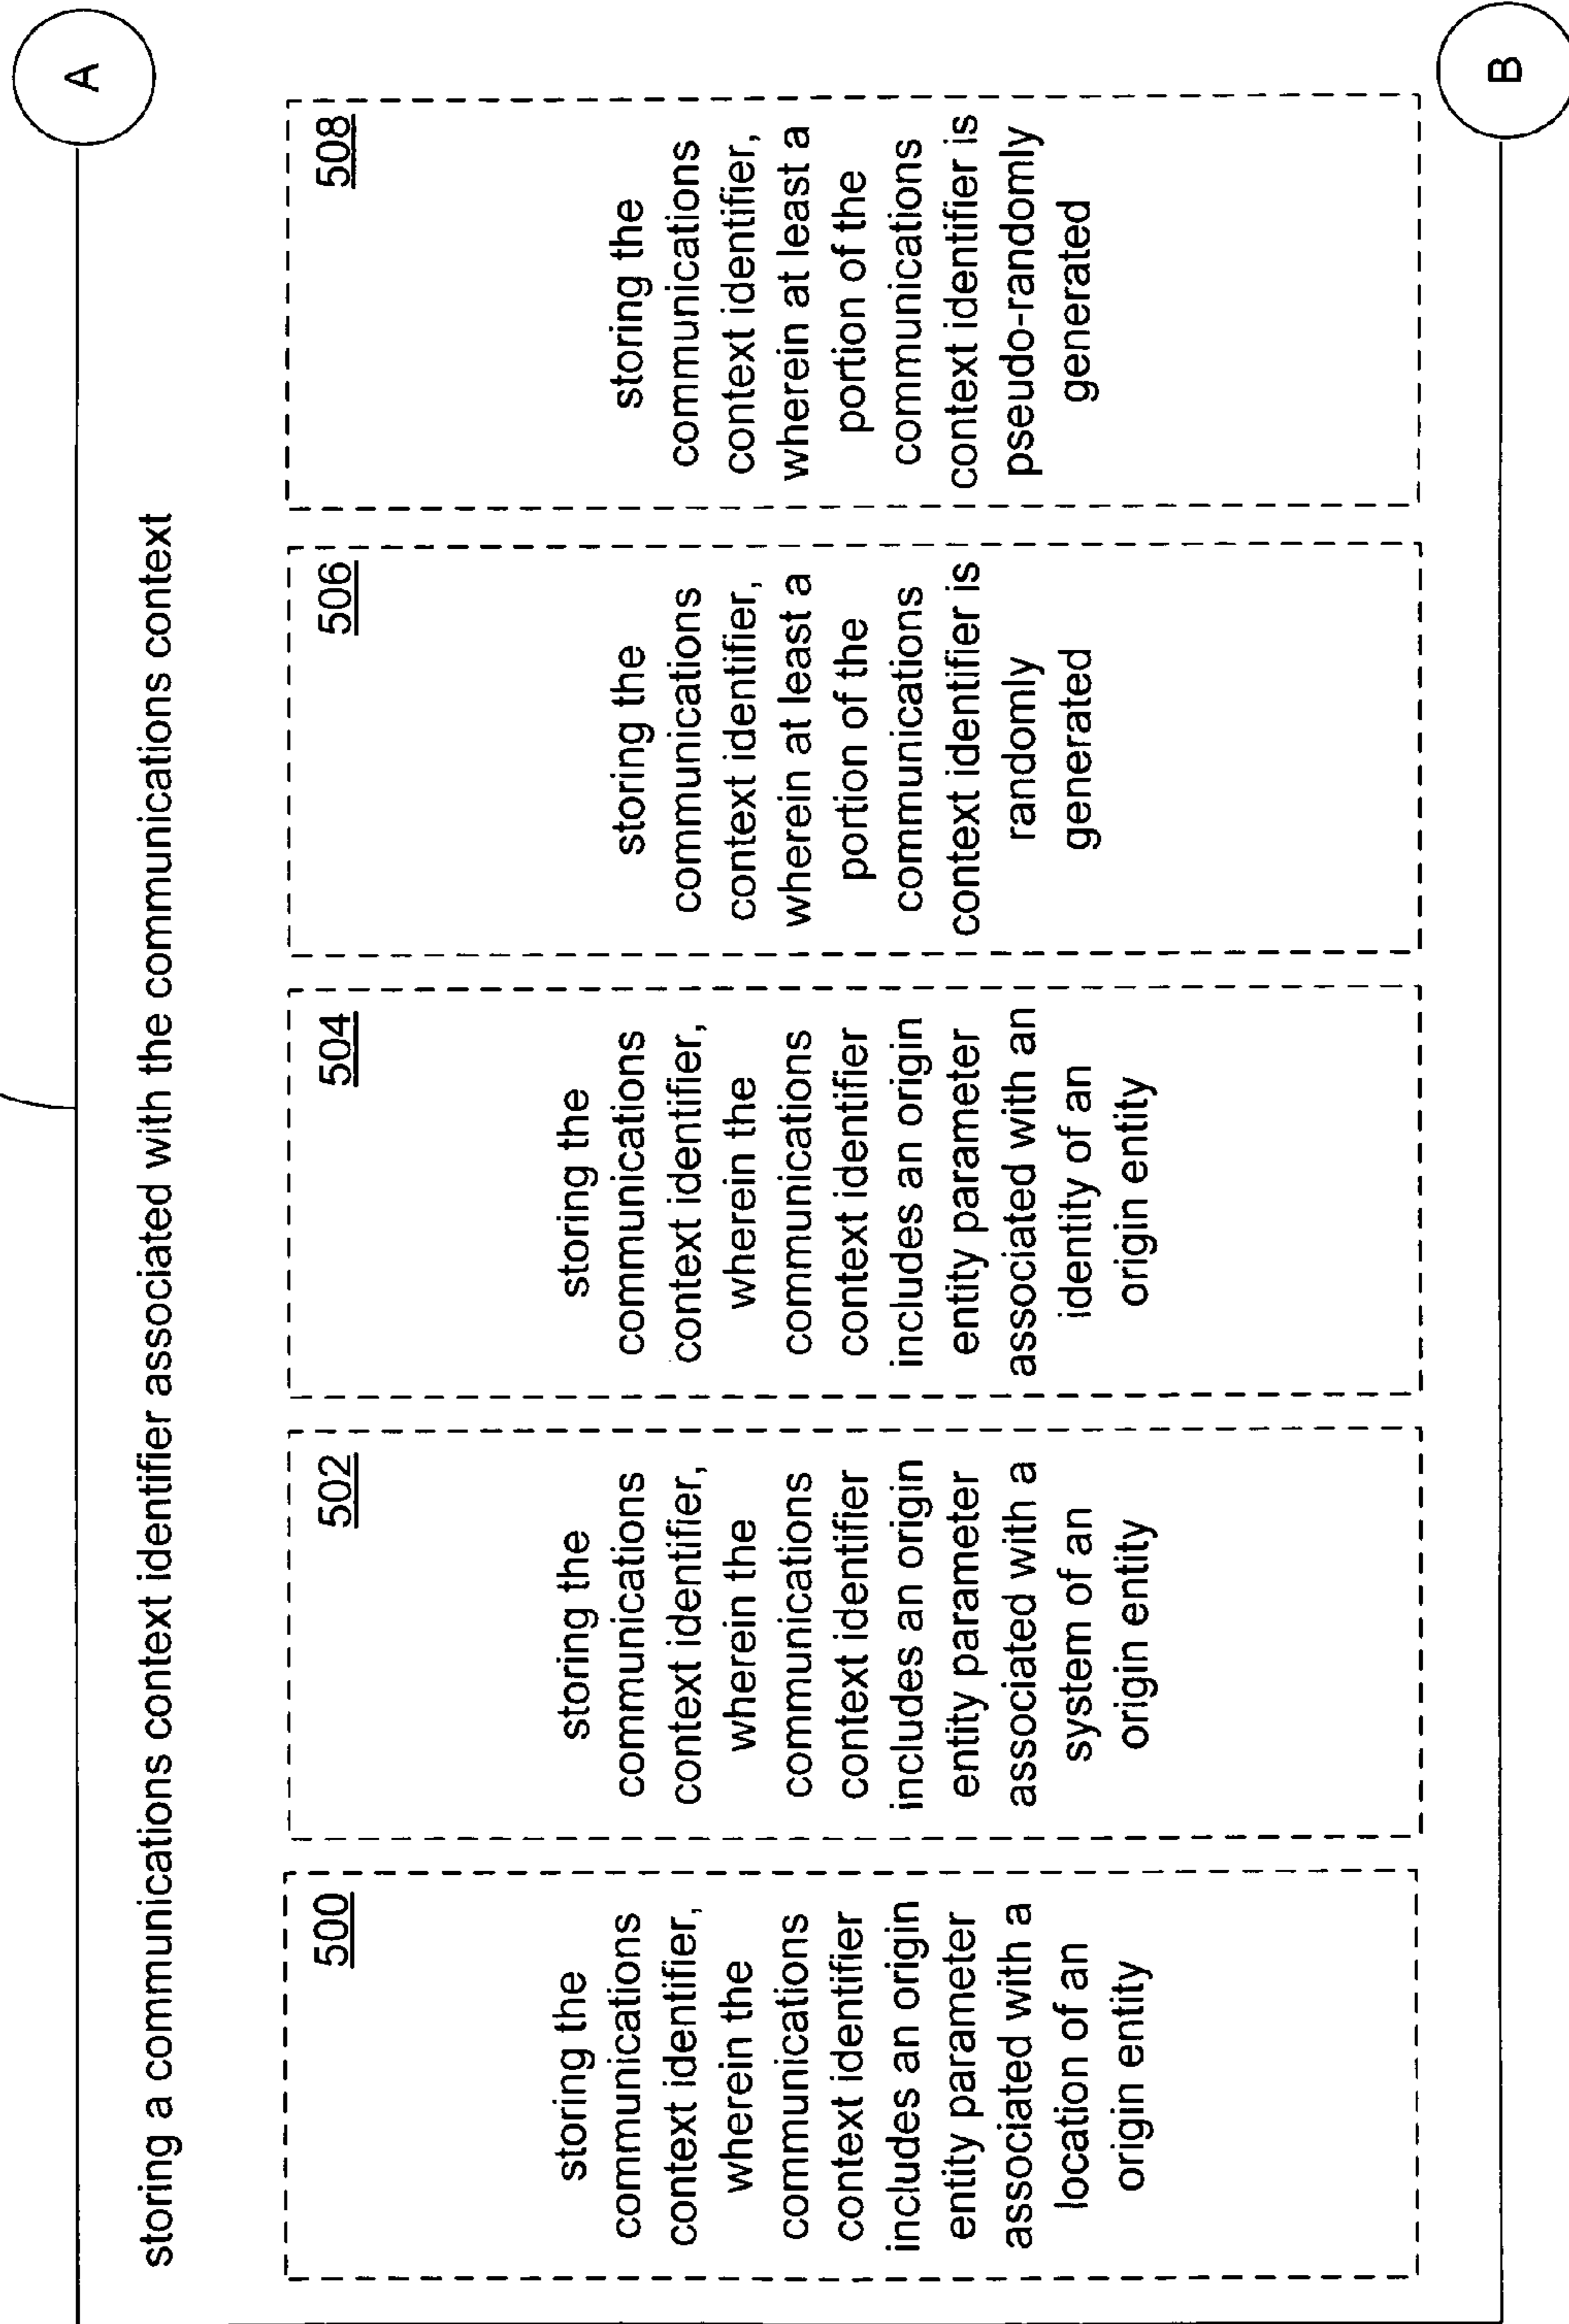 A
storing a communications context identifier associated with the communications context
500
storing the
communications
context identifier,
wherein the
communications
context identifier
includes an origin
entity parameter
associated with a
location of an
origin entity
502
storing the
communications
context identifier,
wherein the
communications
context identifier
includes an origin
entity parameter
associated with a
system of an
origin entity
504
storing the
communications
context identifier,
wherein the
communications
context identifier
includes an origin
entity parameter
associated with an
identity of an
origin entity
506
storing the
communications
context identifier,
wherein at least a
portion of the
communications
context identifier is
randomly
generated
508
storing the
communications
context identifier,
wherein at least a
portion of the
communications
context identifier is
pseudo-randomly
generated
B